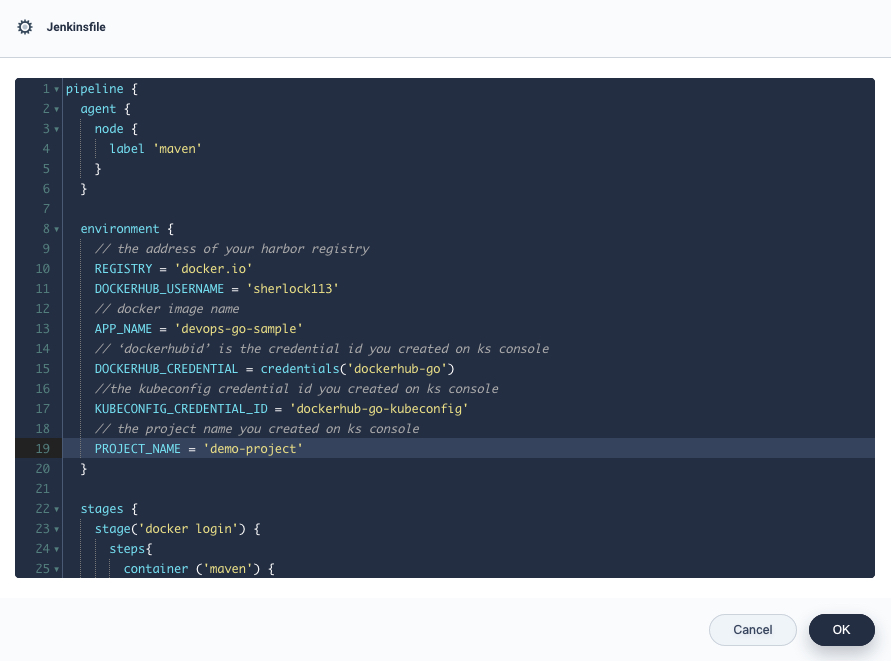 Jenkinsfile
1 pipeline {
2 agent {
3 node {
4 label 'maven'
5 }
6 }
7
8 environment {
9 // the address of your harbor registry
10 REGISTRY = 'docker.io'
11 DOCKERHUB_USERNAME = 'sherlock113'
12 // docker image name
13 APP_NAME = 'devops-go-sample'
14 // ‘dockerhubid’ is the credential id you created on ks console
15 DOCKERHUB_CREDENTIAL = credentials('dockerhub-go')
16 //the kubeconfig credential id you created on ks console
17 KUBECONFIG_CREDENTIAL_ID = 'dockerhub-go-kubeconfig'
18 // the project name you created on ks console
19 PROJECT_NAME = 'demo-project'
20 }
21
22 stages {
23 stage('docker login') {
24 steps{
25 container ('maven') {
Cancel OK